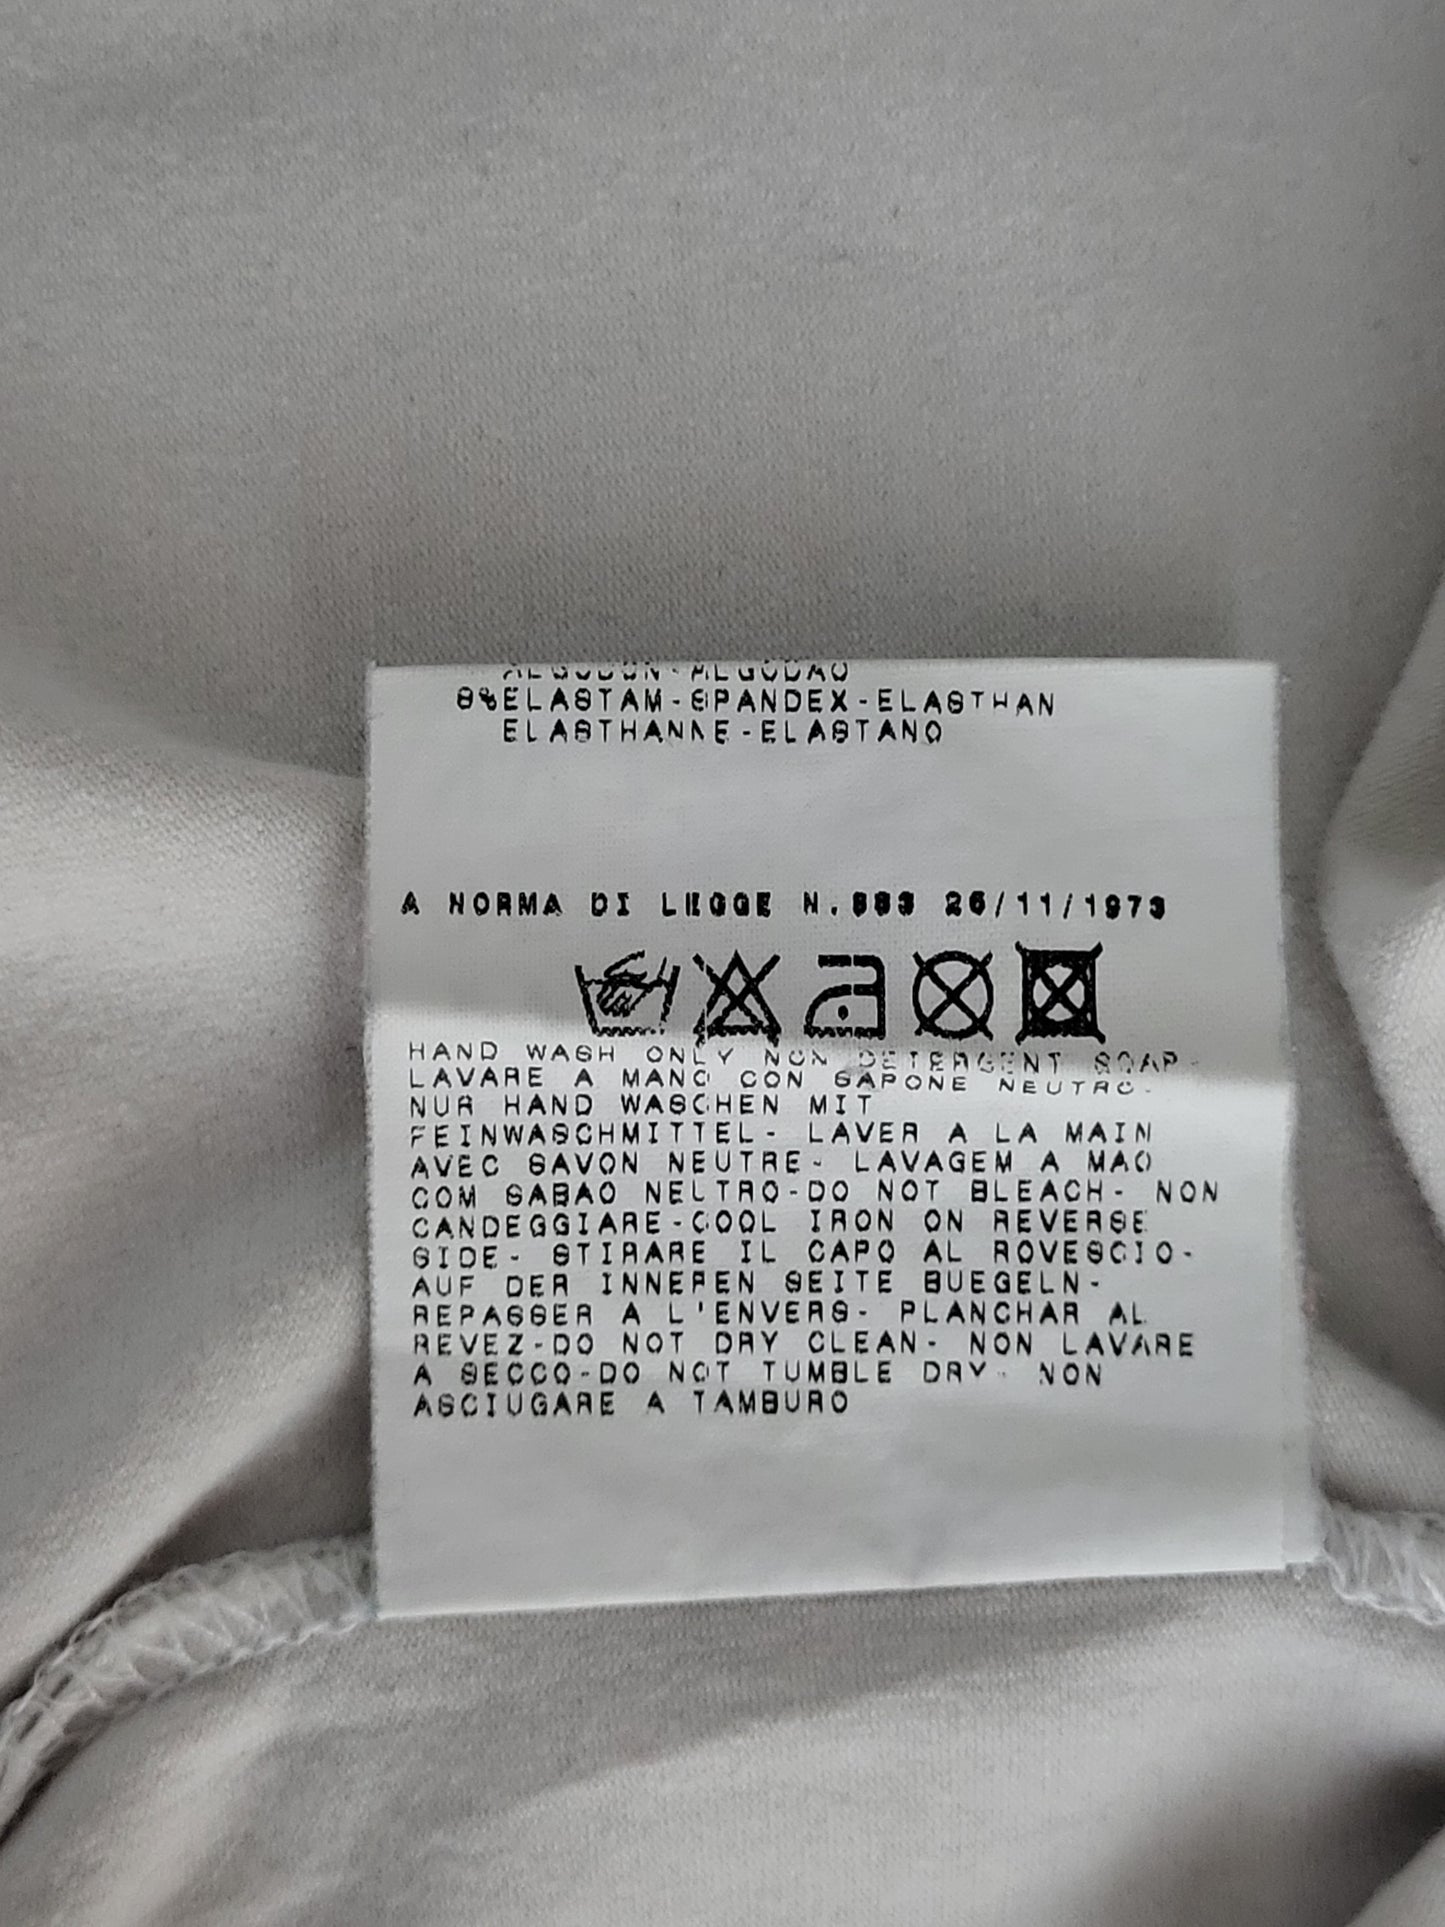 ALGODON-ALGODAO
8%ELASTAM-SPANDEX-ELASTHAN
ELASTHANNE-ELASTANO
A NORMA DI LEGGE N.883 26/11/1973
HAND WASH ONLY NON DETERGENT SOAP-
LAVARE A MANO CON SAPONE NEUTRO-
NUR HAND WASCHEN MIT
FEINWASCHMITTEL- LAVER A LA MAIN
AVEC SAVON NEUTRE- LAVAGEM A MAO
COM SABAO NEUTRO-DO NOT BLEACH- NON
CANDEGGIARE-COOL IRON ON REVERSE
SIDE- STIRARE IL CAPO AL ROVESCIO-
AUF DER INNEREN SEITE BUEGELN-
REPASSER A L'ENVERS- PLANCHAR AL
REVEZ-DO NOT DRY CLEAN- NON LAVARE
A SECCO-DO NOT TUMBLE DRY- NON
ASCIUGARE A TAMBURO